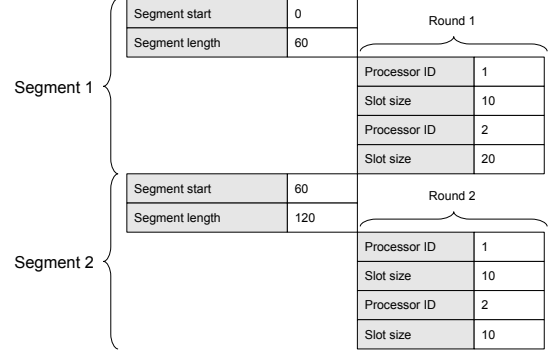 Segment start 0
Round 1
Segment length 60
Segment 1
Processor ID 1
Slot size 10
Processor ID 2
Slot size 20
Segment start 60
Round 2
Segment length 120
Segment 2
Processor ID 1
Slot size 10
Processor ID 2
Slot size 10